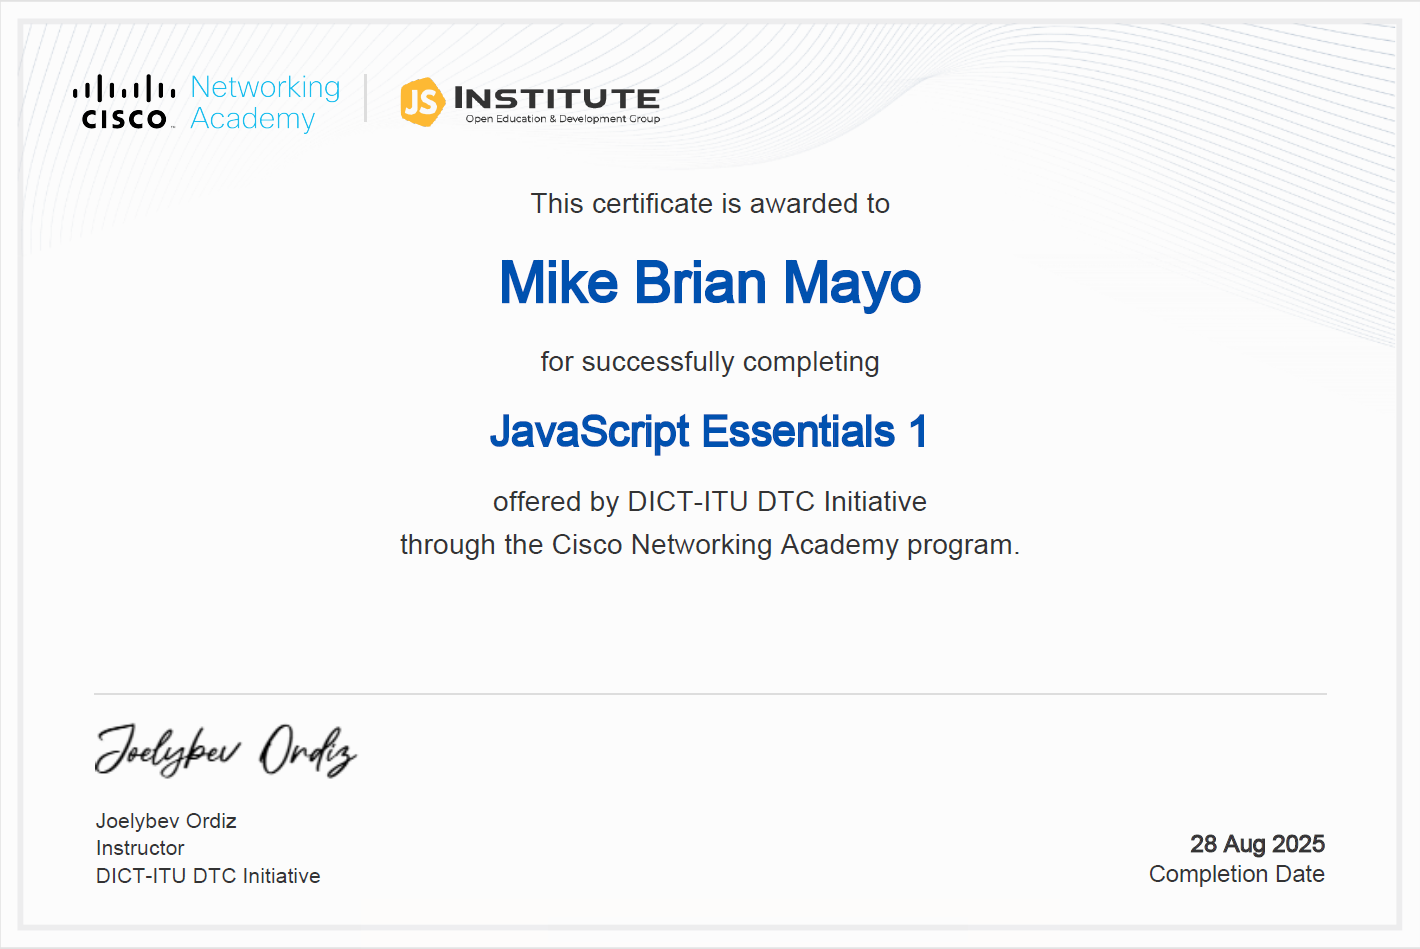 CISCO Networking Academy
JS INSTITUTE
Open Education & Development Group
This certificate is awarded to
Mike Brian Mayo
for successfully completing
JavaScript Essentials 1
offered by DICT-ITU DTC Initiative
through the Cisco Networking Academy program.
Joelybev Ordiz
Joelybev Ordiz
Instructor
DICT-ITU DTC Initiative
28 Aug 2025
Completion Date